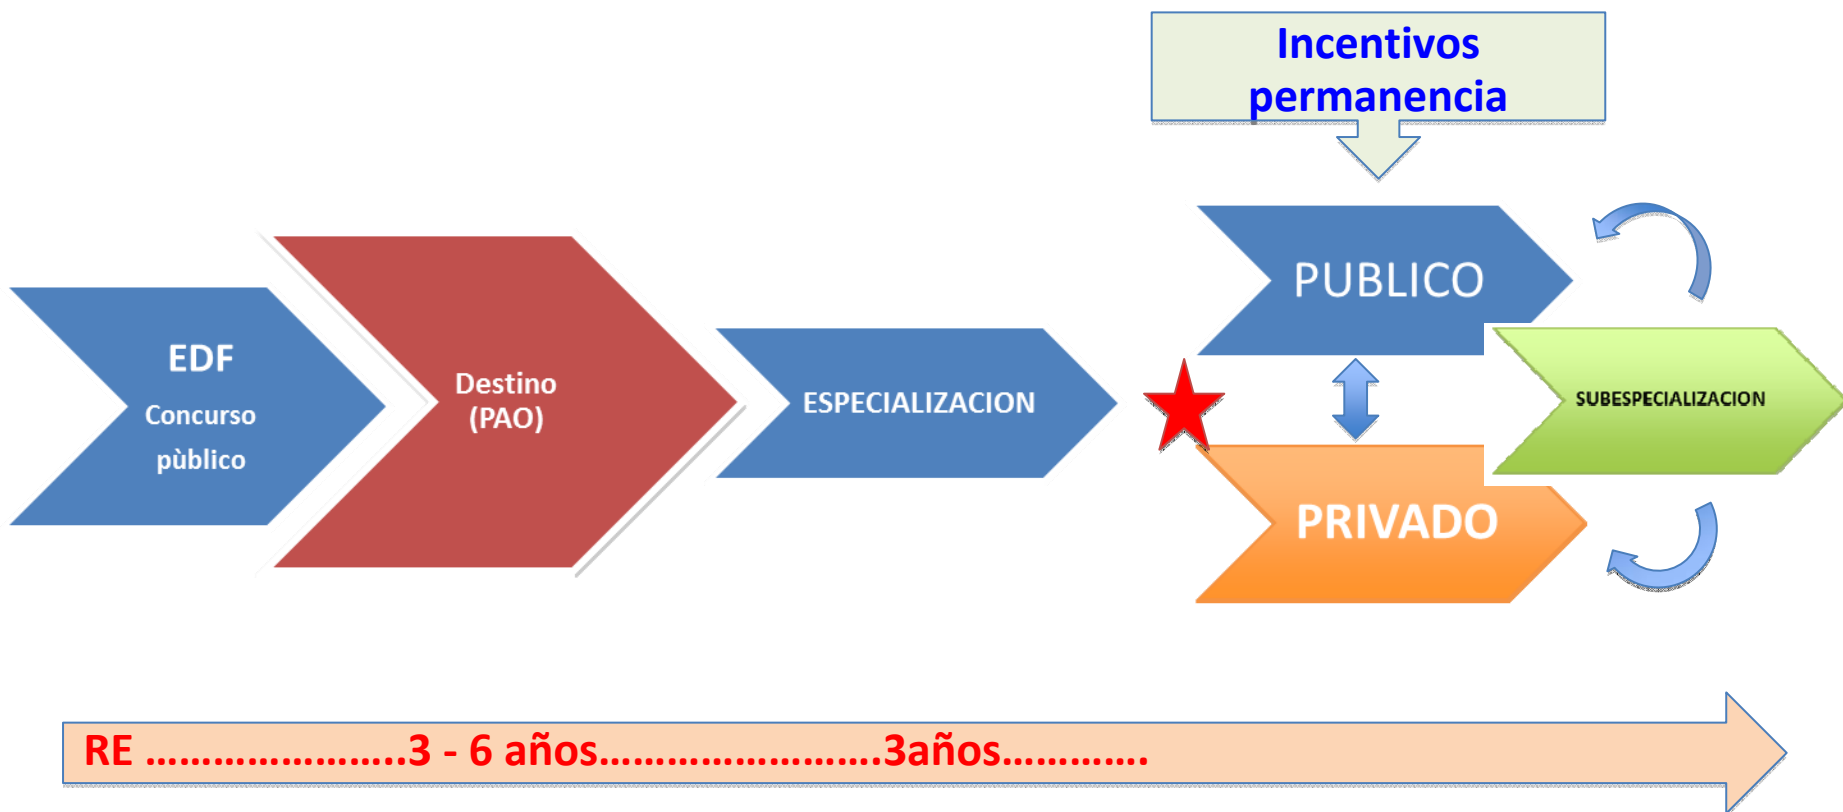 Incentivos
permanencia
EDF
Concurso
pùblico
Destino
(PAO)
ESPECIALIZACION
PUBLICO
SUBESPECIALIZACION
PRIVADO
RE …………………..3 - 6 años…………………….3años………….